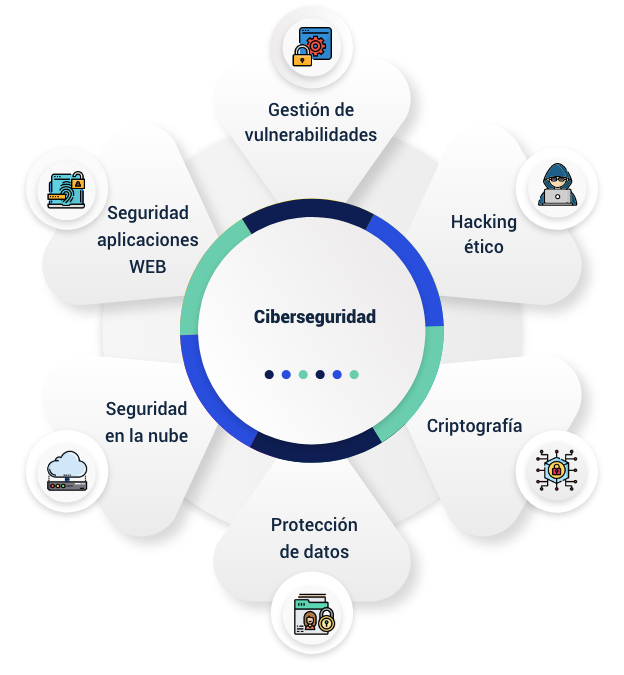 Gestión de
vulnerabilidades
Hacking
ético
Criptografía
Protección
de datos
Seguridad
en la nube
Seguridad
aplicaciones
WEB
Ciberseguridad